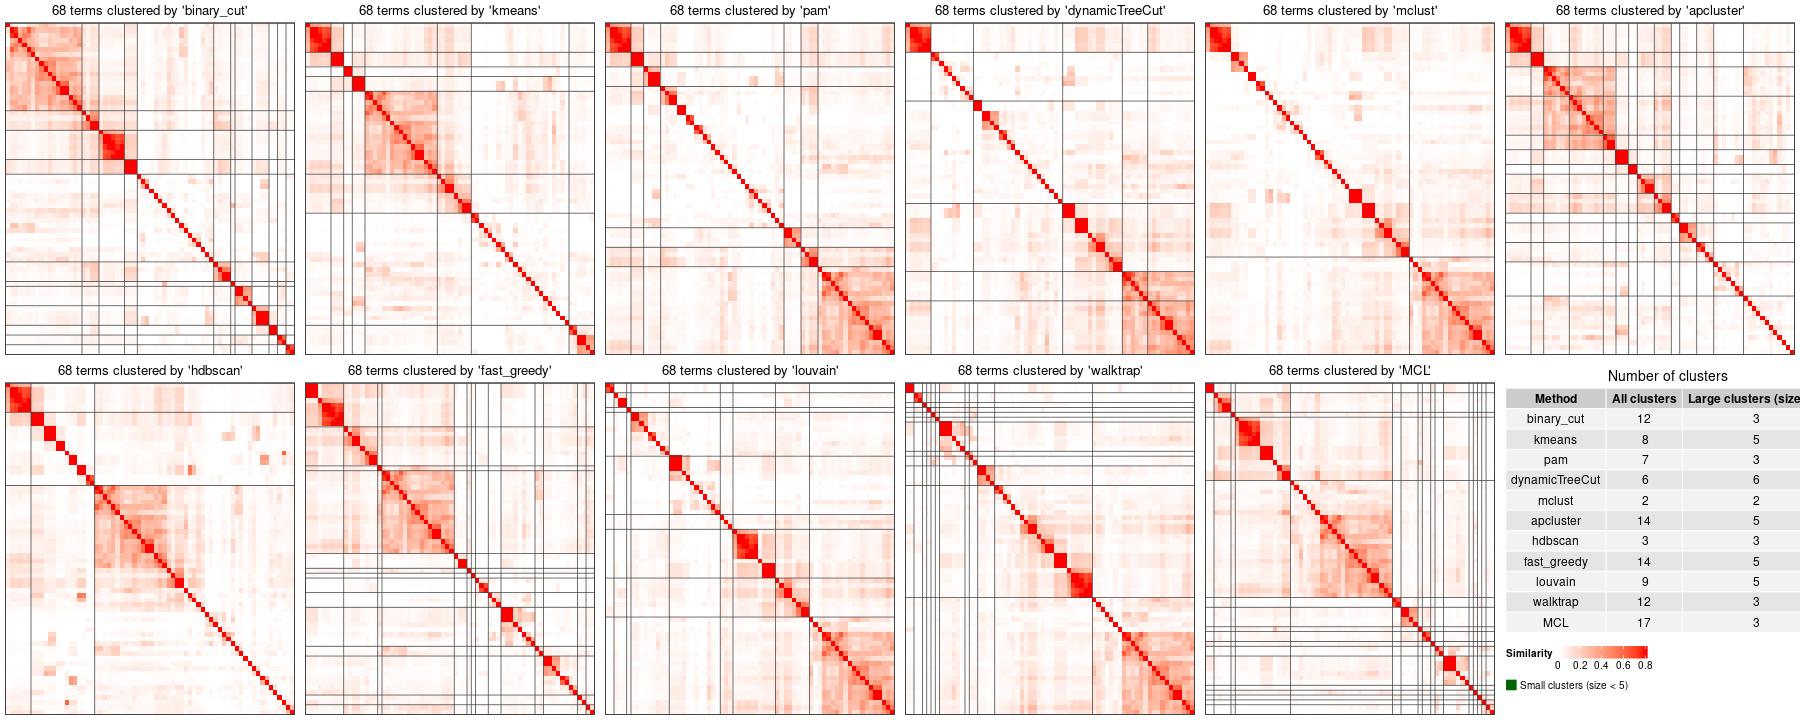 68 terms clustered by 'binary_cut'
68 terms clustered by 'kmeans'
68 terms clustered by 'pam'
68 terms clustered by 'dynamicTreeCut'
68 terms clustered by 'mclust'
68 terms clustered by 'apcluster'
68 terms clustered by 'hdbscan'
68 terms clustered by 'fast_greedy'
68 terms clustered by 'louvain'
68 terms clustered by 'walktrap'
68 terms clustered by 'MCL'
Number of clusters
Method All clusters Large clusters (size
binary_cut 12 3
kmeans 8 5
pam 7 3
dynamicTreeCut 6 6
mclust 2 2
apcluster 14 5
hdbscan 3 3
fast_greedy 14 5
louvain 9 5
walktrap 12 3
MCL 17 3
Similarity
0 0.2 0.4 0.6 0.8
Small clusters (size < 5)